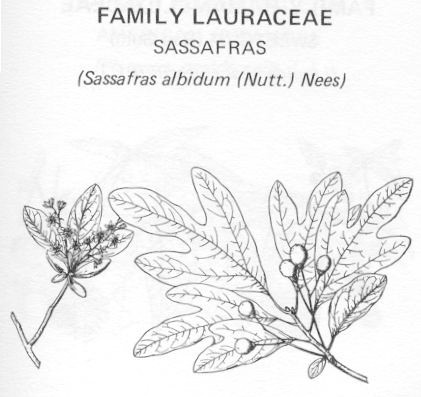 FAMILY LAURACEAE
SASSAFRAS
(Sassafras albidum (Nutt.) Nees)